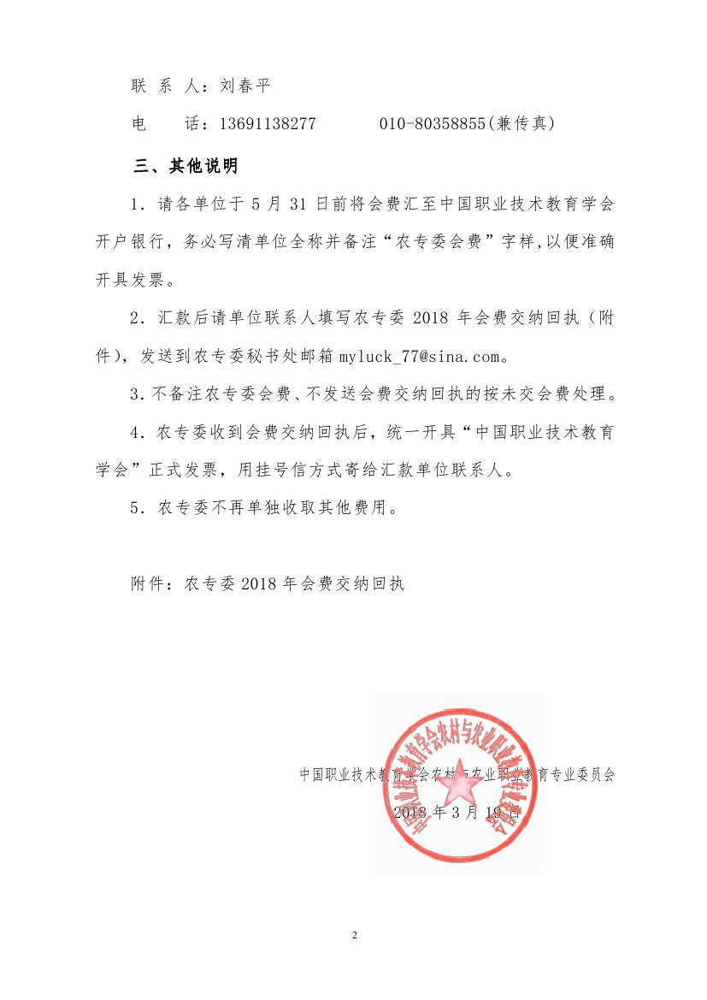 联 系 人：刘春平
电 话：13691138277 010-80358855(兼传真)
三、其他说明
1．请各单位于 5 月 31 日前将会费汇至中国职业技术教育学会
开户银行，务必写清单位全称并备注“农专委会费”字样,以便准确
开具发票。
2．汇款后请单位联系人填写农专委 2018 年会费交纳回执（附
件），发送到农专委秘书处邮箱 myluck_77@sina.com。
3．不备注农专委会费、不发送会费交纳回执的按未交会费处理。
4．农专委收到会费交纳回执后，统一开具“中国职业技术教育
学会”正式发票，用挂号信方式寄给汇款单位联系人。
5．农专委不再单独收取其他费用。
附件：农专委 2018 年会费交纳回执
中国职业技术教育学会农村与农业职业教育专业委员会
中国职业技术教育学会农村与农业职业教育专业委员会
2018 年 3 月 19 日
2